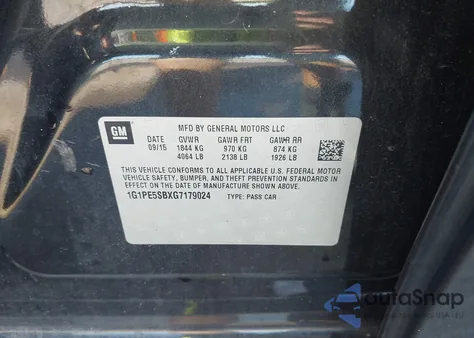 GM
MFD BY GENERAL MOTORS LLC
DATE GVWR GAWR FRT GAWR RR
09/15 1844 KG 970 KG 874 KG
4064 LB 2138 LB 1926 LB
THIS VEHICLE CONFORMS TO ALL APPLICABLE U.S. FEDERAL MOTOR
VEHICLE SAFETY, BUMPER, AND THEFT PREVENTION STANDARDS IN
EFFECT ON THE DATE OF MANUFACTURE SHOWN ABOVE.
1G1PE5SBXG7179024 TYPE: PASS CAR
autoSnap